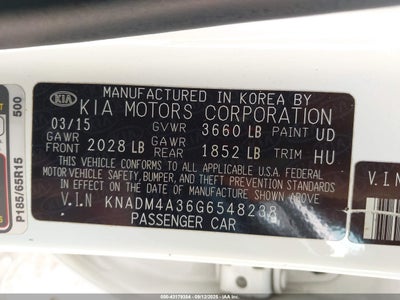 MANUFACTURED IN KOREA BY
KIA KIA MOTORS CORPORATION
03/15 GVWR 3660 LB PAINT UD
GAWR FRONT 2028 LB GAWR REAR 1852 LB TRIM HU
THIS VEHICLE CONFORMS TO ALL APPLICABLE U.S.A. FEDERAL
MOTOR VEHICLE SAFETY, BUMPER, AND THEFT PREVENTION STANDARDS
IN EFFECT ON THE DATE OF MANUFACTURE SHOWN ABOVE.
V.I.N KNADM4A36G6548238
PASSENGER CAR
P185/65R15 500
V.I.N